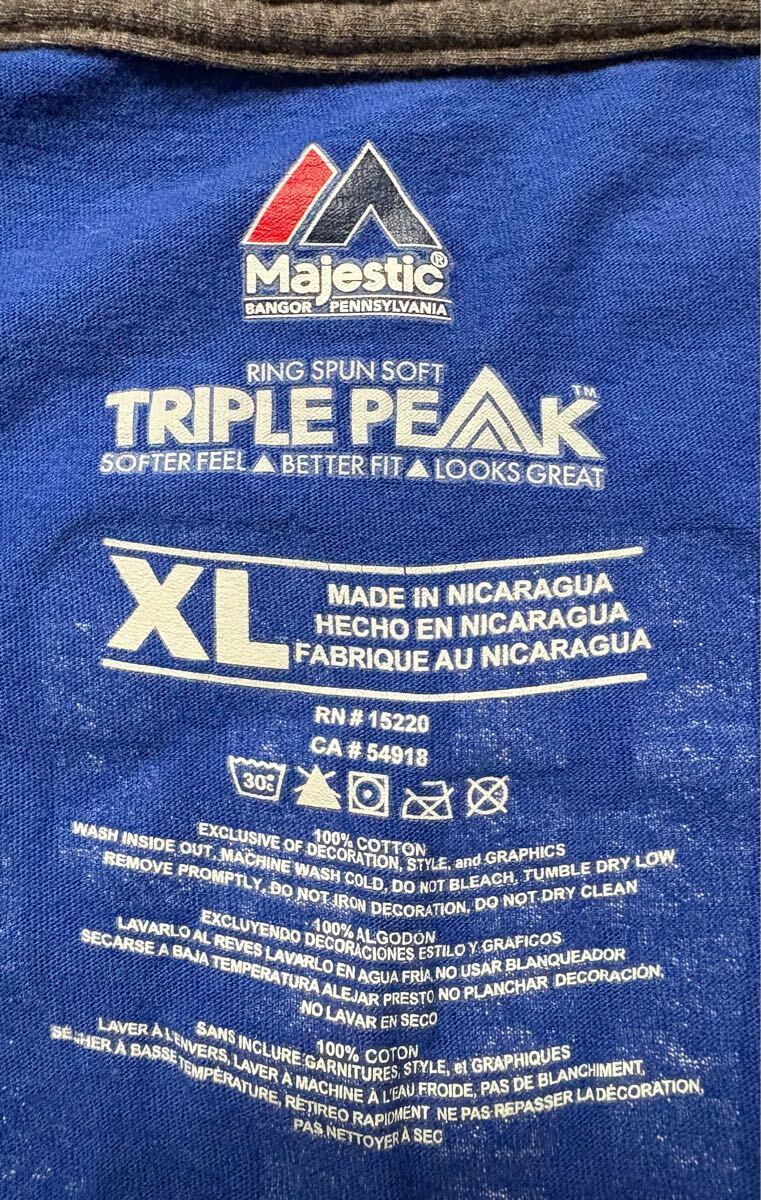 Majestic®
BANGOR PENNSYLVANIA
RING SPUN SOFT
TRIPLE PEAK™
SOFTER FEEL ▲ BETTER FIT ▲ LOOKS GREAT
XL
MADE IN NICARAGUA
HECHO EN NICARAGUA
FABRIQUE AU NICARAGUA
RN # 15220
CA # 54918
30°C
100% COTTON
EXCLUSIVE OF DECORATION, STYLE, and GRAPHICS
WASH INSIDE OUT, MACHINE WASH COLD, DO NOT BLEACH, TUMBLE DRY LOW
REMOVE PROMPTLY, DO NOT IRON DECORATION, DO NOT DRY CLEAN
100% ALGODÓN
EXCLUYENDO DECORACIONES ESTILO Y GRAFICOS
LAVARLO AL REVES LAVARLO EN AGUA FRÍA, NO USAR BLANQUEADOR
SECARSE A BAJA TEMPERATURA ALEJAR PRESTO NO PLANCHAR DECORACIÓN,
NO LAVAR EN SECO
100% COTON
SANS INCLURE GARNITURES, STYLE, et GRAPHIQUES
LAVER À L'ENVERS, LAVER À MACHINE À L'EAU FROIDE, PAS DE BLANCHIMENT,
SÉCHER À BASSE TEMPÉRATURE, RETIREO RAPIDMENT NE PAS REPASSER LA DÉCORATION,
PAS NETTOYER À SEC